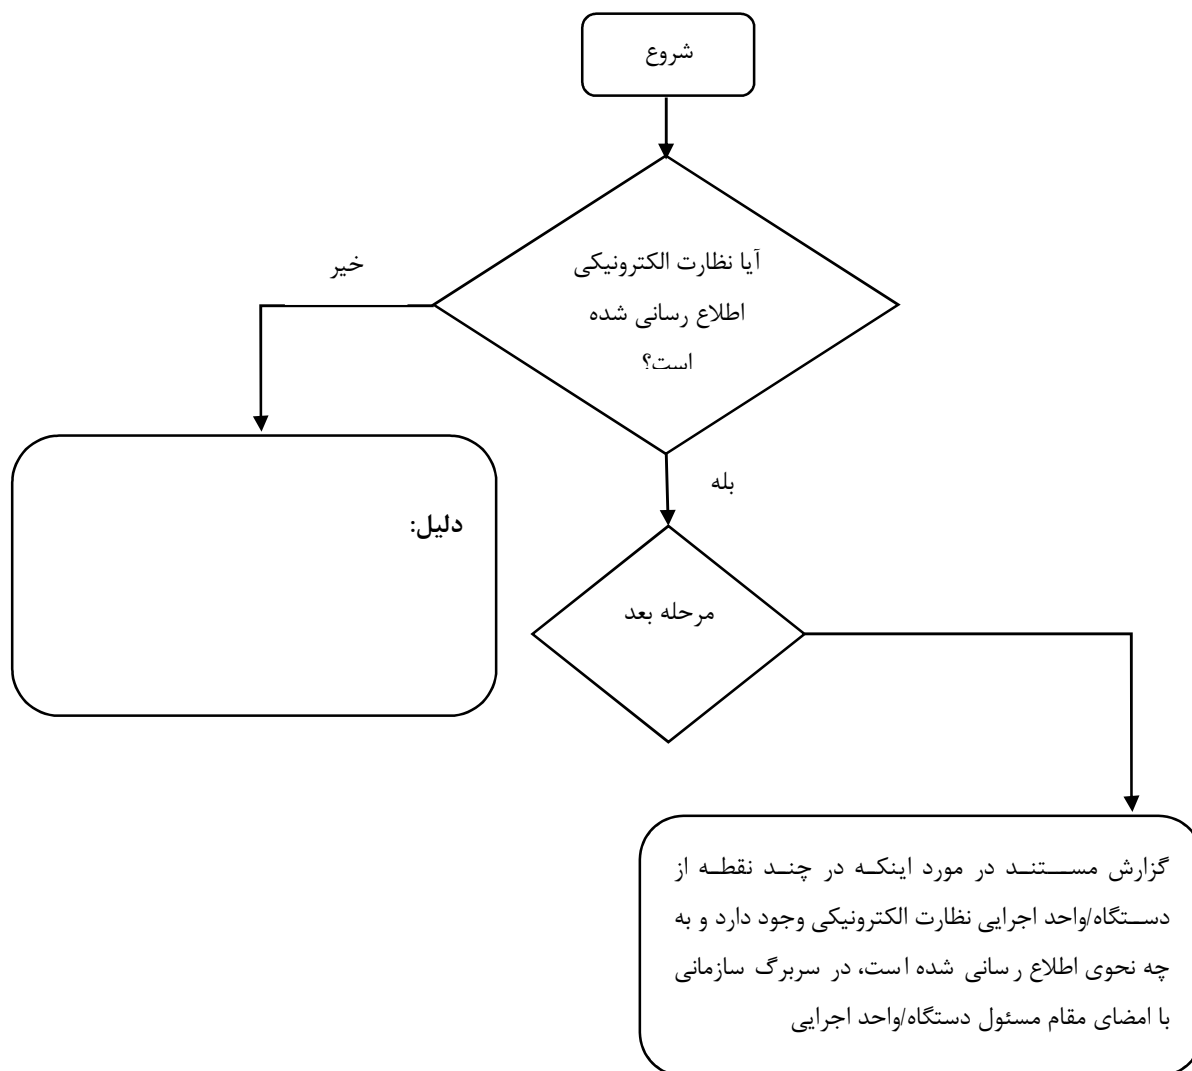 شروع
آیا نظارت الکترونیکی
اطلاع رسانی شده
است؟
خیر
بله
دلیل:
مرحله بعد
گزارش مستند در مورد اینکه در چند نقطه از
دستگاه/واحد اجرایی نظارت الکترونیکی وجود دارد و به
چه نحوی اطلاع رسانی شده است، در سربرگ سازمانی
با امضای مقام مسئول دستگاه/واحد اجرایی